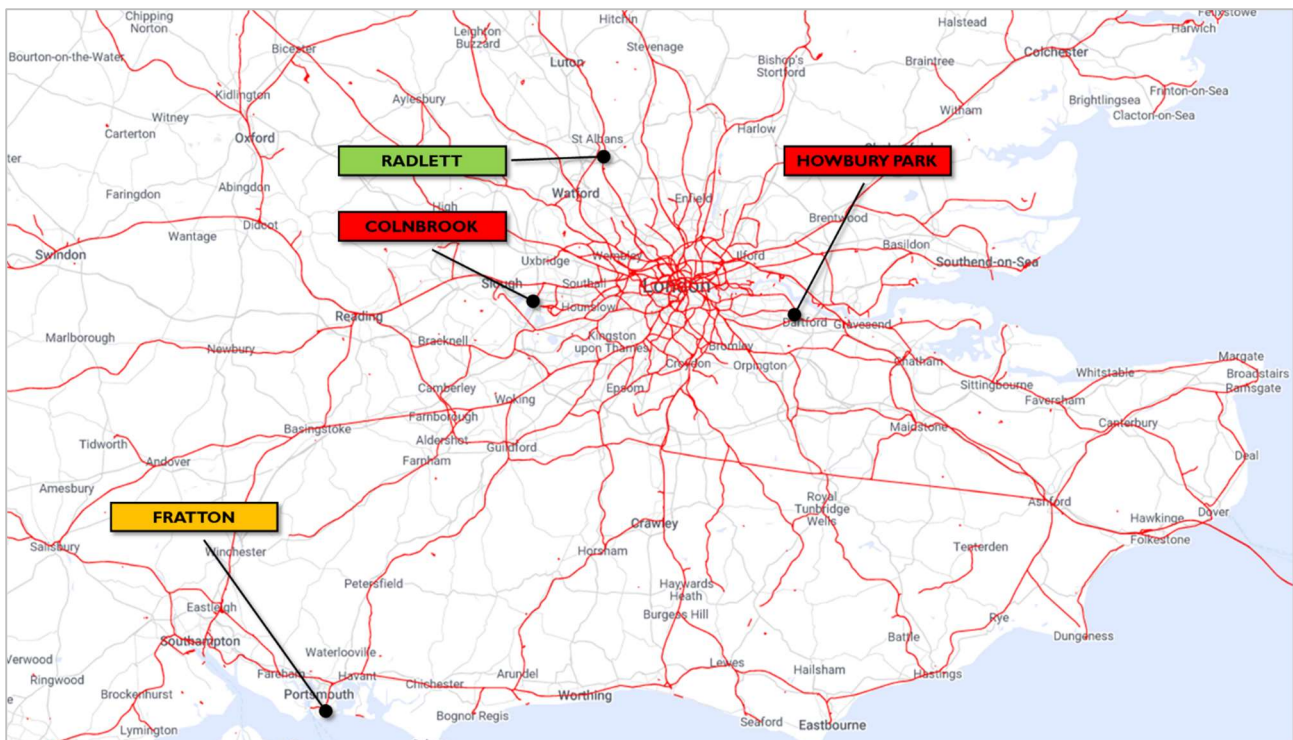 Chipping
Norton
Leighton
Buzzard
Hitchin
Stevenage
Halstead
Felixstowe
Harwich
Bourton-on-the-Water
Bicester
Luton
Bishop's
Stortford
Braintree
Colchester
Kidlington
Aylesbury
Witham
Brightlingsea
Frinton-on-Sea
Clacton-on-Sea
Witney
Carterton
Oxford
St Albans
Harlow
RADLETT
HOWBURY PARK
Faringdon
Abingdon
Watford
Enfield
High
Brentwood
COLNBROOK
Wantage
Didcot
Basildon
Swindon
Uxbridge
Wembley
Ilford
Southend-on-Sea
Slough
Southall
London
Hounslow
Reading
Dartford
Gravesend
Marlborough
Newbury
Bracknell
Kingston
upon Thames
Bromley
Orpington
Croydon
Chatham
Margate
Whitstable
Broadstairs
Ramsgate
Sittingbourne
Faversham
Camberley
Woking
Epsom
Farnborough
Aldershot
Basingstoke
Tidworth
Andover
Farnham
Guildford
Maidstone
Canterbury
Deal
Amesbury
FRATTON
Royal
Tunbridge
Wells
Ashford
Hawkinge
Dover
Folkestone
Crawley
Salisbury
Winchester
Horsham
Tenterden
Petersfield
Haywards
Heath
Burgess Hill
Eastleigh
Southampton
Waterlooville
Battle
Rye
Dungeness
Verwood
Ringwood
Fareham
Havant
Portsmouth
Chichester
Arundel
Worthing
Lewes
Hailsham
Hastings
Brockenhurst
Lymington
Bognor Regis
Seaford
Eastbourne